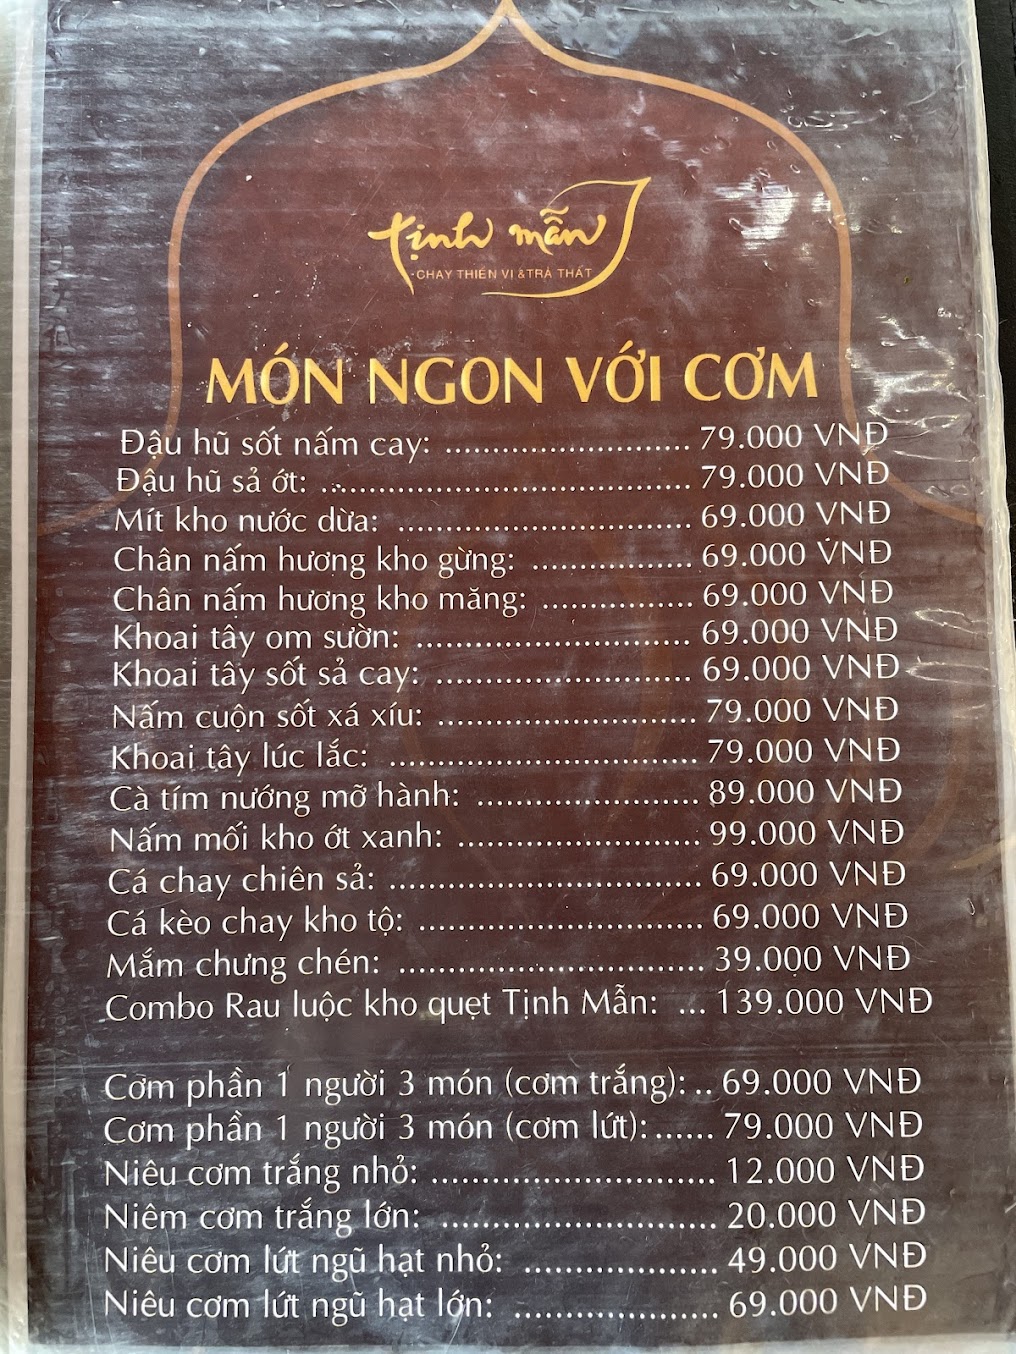 tịnh mẫn
CHAY THIỀN VỊ & TRÀ THẤT
MÓN NGON VỚI CƠM
Đậu hũ sốt nấm cay: .......................... 79.000 VNĐ
Đậu hũ sả ớt: ....................................... 79.000 VNĐ
Mít kho nước dừa: ............................... 69.000 VNĐ
Chân nấm hương kho gừng: ................. 69.000 VNĐ
Chân nấm hương kho măng: ................ 69.000 VNĐ
Khoai tây om sườn: ............................. 69.000 VNĐ
Khoai tây sốt sả cay: ........................... 69.000 VNĐ
Nấm cuộn sốt xá xíu: ........................... 79.000 VNĐ
Khoai tây lúc lắc: ................................. 79.000 VNĐ
Cà tím nướng mỡ hành: ....................... 89.000 VNĐ
Nấm mối kho ớt xanh: .......................... 99.000 VNĐ
Cá chay chiên sả: ................................. 69.000 VNĐ
Cá kèo chay kho tộ: .............................. 69.000 VNĐ
Mắm chưng chén: ................................ 39.000 VNĐ
Combo Rau luộc kho quẹt Tịnh Mẫn: ... 139.000 VNĐ
Cơm phần 1 người 3 món (cơm trắng): .. 69.000 VNĐ
Cơm phần 1 người 3 món (cơm lứt): ...... 79.000 VNĐ
Niêu cơm trắng nhỏ: .............................. 12.000 VNĐ
Niêm cơm trắng lớn: ............................. 20.000 VNĐ
Niêu cơm lứt ngũ hạt nhỏ: .................... 49.000 VNĐ
Niêu cơm lứt ngũ hạt lớn: ..................... 69.000 VNĐ